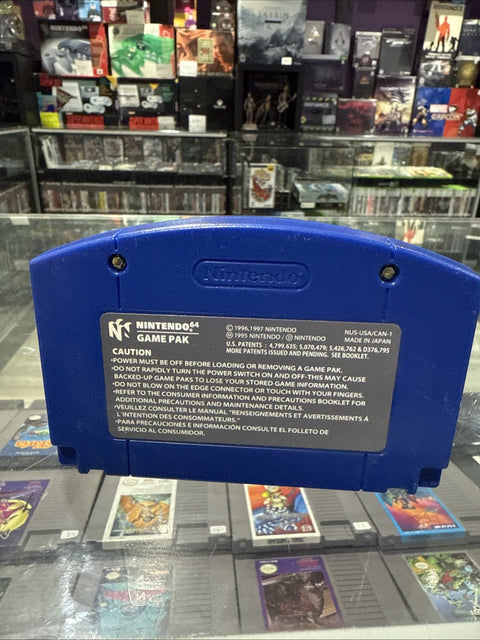 SKYRIM
MARVEL
CAPCOM
Nintendo
NINTENDO 64
GAME PAK
© 1996,1997 NINTENDO
Ⓜ 1995 NINTENDO / Ⓓ NINTENDO
NUS-USA/CAN-1
MADE IN JAPAN
U.S. PATENTS : 4,799,635; 5,070,479; 5,426,762 & D376,795
MORE PATENTS ISSUED AND PENDING. SEE BOOKLET.
CAUTION
•POWER MUST BE OFF BEFORE LOADING OR REMOVING A GAME PAK.
•DO NOT RAPIDLY TURN THE POWER SWITCH ON AND OFF-THIS MAY CAUSE
BACKED-UP GAME PAKS TO LOSE YOUR STORED GAME INFORMATION.
•DO NOT BLOW ON THE EDGE CONNECTOR OR TOUCH WITH YOUR FINGERS.
•REFER TO THE CONSUMER INFORMATION AND PRECAUTIONS BOOKLET FOR
ADDITIONAL PRECAUTIONS AND MAINTENANCE DETAILS.
•VEUILLEZ CONSULTER LE MANUAL "RENSEIGNEMENTS ET AVERTISSEMENTS À
L'INTENTION DES CONSOMMATEURS."
•PARA PRECAUCIONES E INFORMACIÓN CONSULTE EL FOLLETO DE
SERVICIO AL CONSUMIDOR.